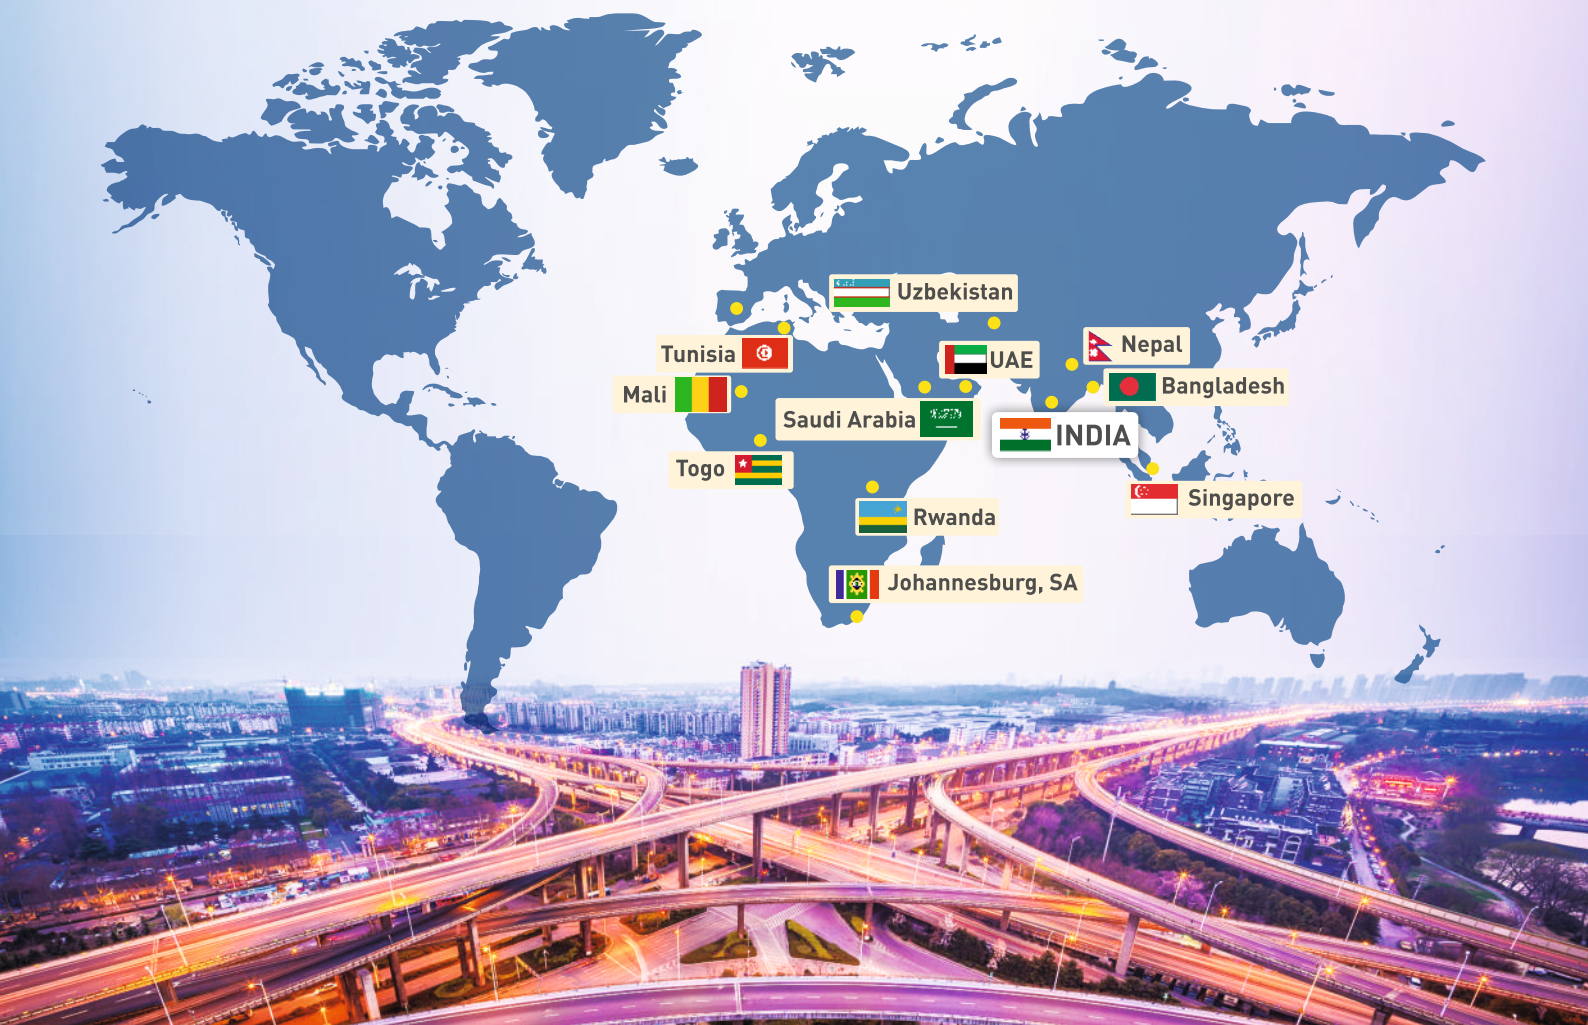 Uzbekistan
Tunisia
UAE
Nepal
Mali
Bangladesh
Saudi Arabia
INDIA
Togo
Singapore
Rwanda
Johannesburg, SA